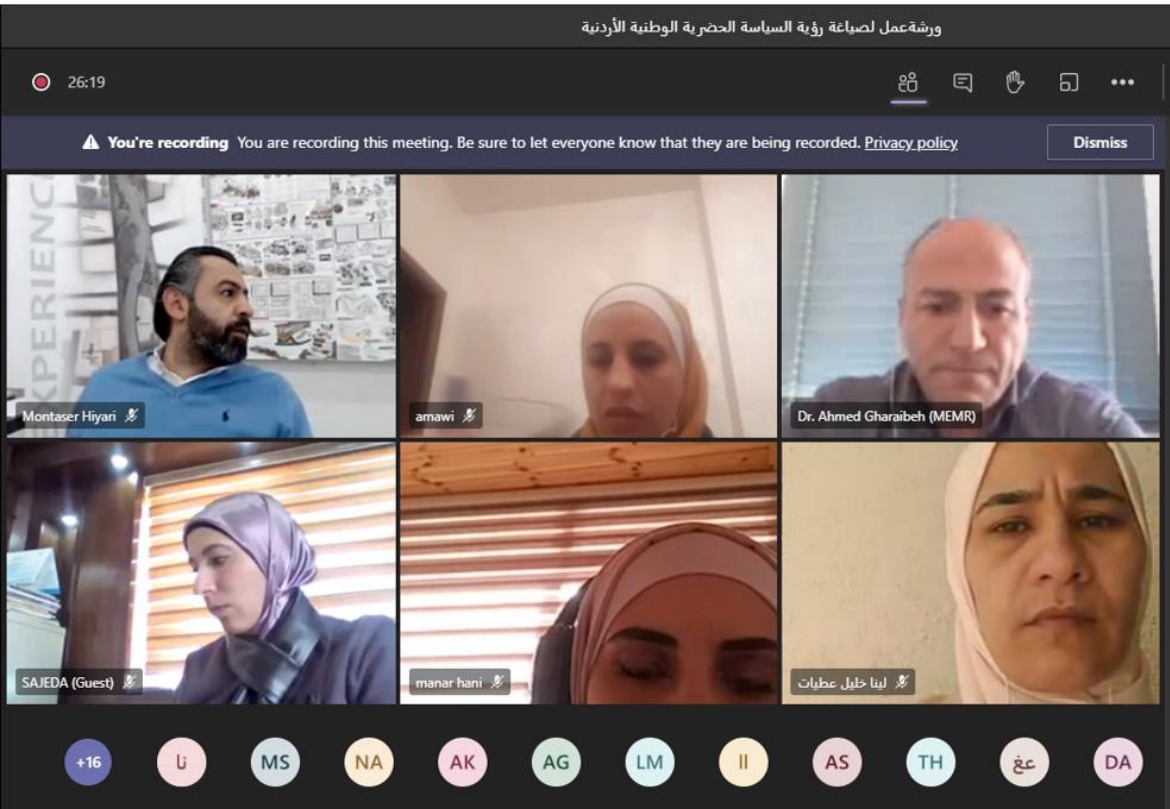 ورشةعمل لصياغة رؤية السياسة الحضرية الوطنية الأردنية
26:19
You're recording You are recording this meeting. Be sure to let everyone know that they are being recorded. Privacy policy
Dismiss
EXPERIENC
Montaser Hiyari
amawi
Dr. Ahmed Gharaibeh (MEMR)
SAJEDA (Guest)
manar hani
لينا خليل عطيات
+16
نا
MS
NA
AK
AG
LM
اا
AS
TH
عغ
DA